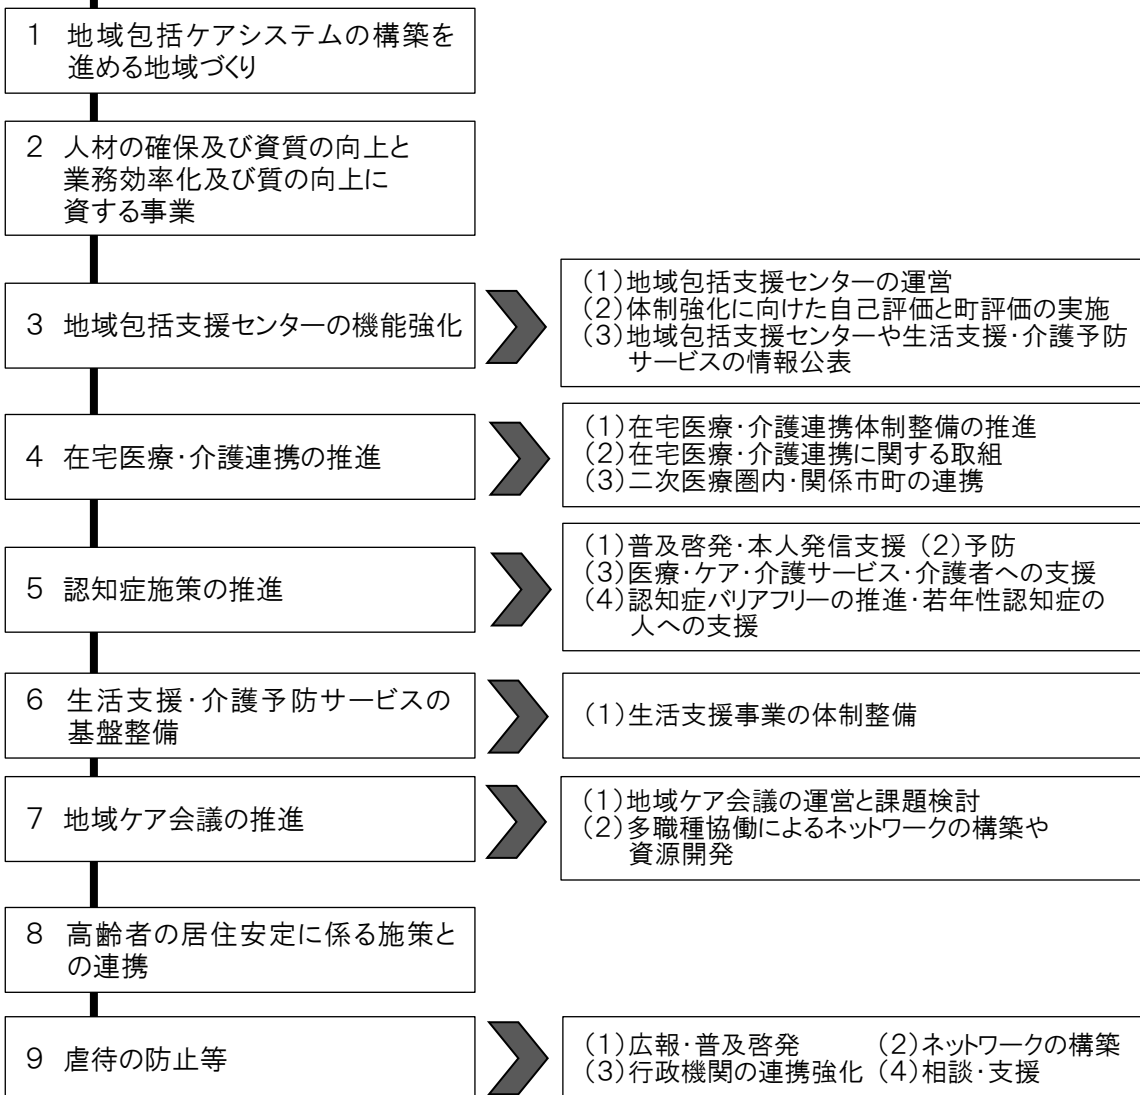 １ 地域包括ケアシステムの構築を
進める地域づくり
２ 人材の確保及び資質の向上と
業務効率化及び質の向上に
資する事業
３ 地域包括支援センターの機能強化
（１）地域包括支援センターの運営
（２）体制強化に向けた自己評価と町評価の実施
（３）地域包括支援センターや生活支援・介護予防
サービスの情報公表
４ 在宅医療・介護連携の推進
（１）在宅医療・介護連携体制整備の推進
（２）在宅医療・介護連携に関する取組
（３）二次医療圏内・関係市町の連携
５ 認知症施策の推進
（１）普及啓発・本人発信支援 （２）予防
（３）医療・ケア・介護サービス・介護者への支援
（４）認知症バリアフリーの推進・若年性認知症の
人への支援
６ 生活支援・介護予防サービスの
基盤整備
（１）生活支援事業の体制整備
７ 地域ケア会議の推進
（１）地域ケア会議の運営と課題検討
（２）多職種協働によるネットワークの構築や
資源開発
８ 高齢者の居住安定に係る施策と
の連携
９ 虐待の防止等
（１）広報・普及啓発 （２）ネットワークの構築
（３）行政機関の連携強化 （４）相談・支援